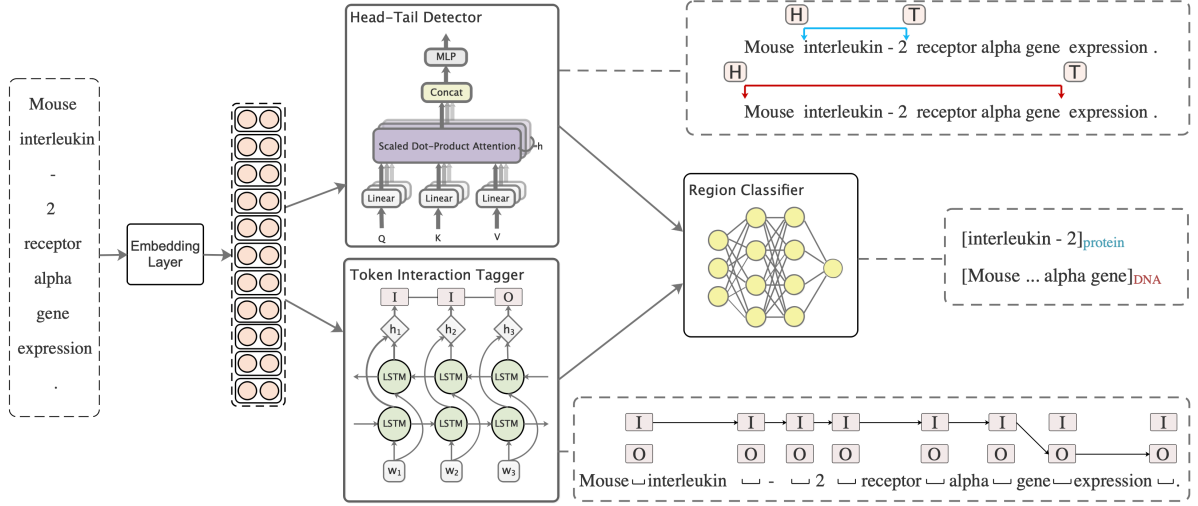 Mouse
interleukin
-
2
receptor
alpha
gene
expression
.
Embedding
Layer
Head-Tail Detector
MLP
Concat
Scaled Dot-Product Attention
h
Linear Linear Linear
Q K V
Token Interaction Tagger
I I O
h1 h2 h3
LSTM LSTM LSTM
LSTM LSTM LSTM
w1 w2 w3
H T
Mouse interleukin - 2 receptor alpha gene expression .
H T
Mouse interleukin - 2 receptor alpha gene expression .
Region Classifier
[interleukin - 2]protein
[Mouse ... alpha gene]DNA
I I I I I I I I
O O O O O O O O
Mouse interleukin - 2 receptor alpha gene expression .